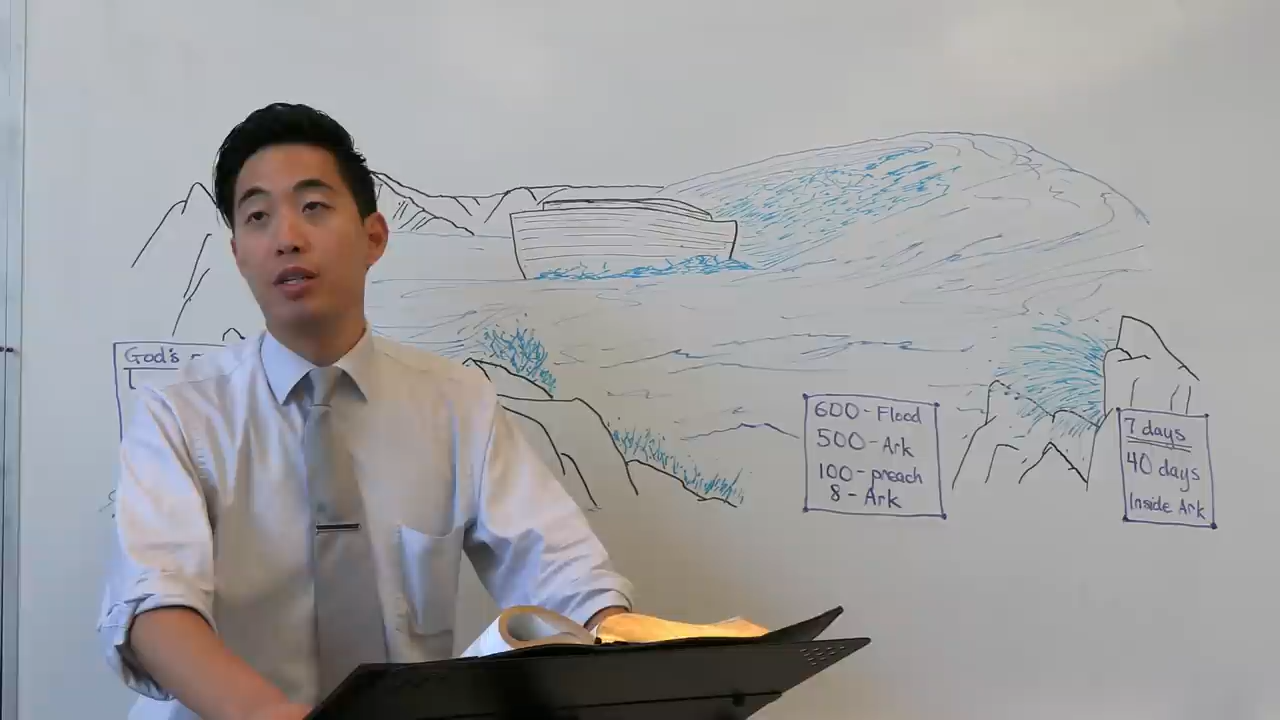 God's
600 - Flood
500 - Ark
100 - preach
8 - Ark
7 days
40 days
Inside Ark